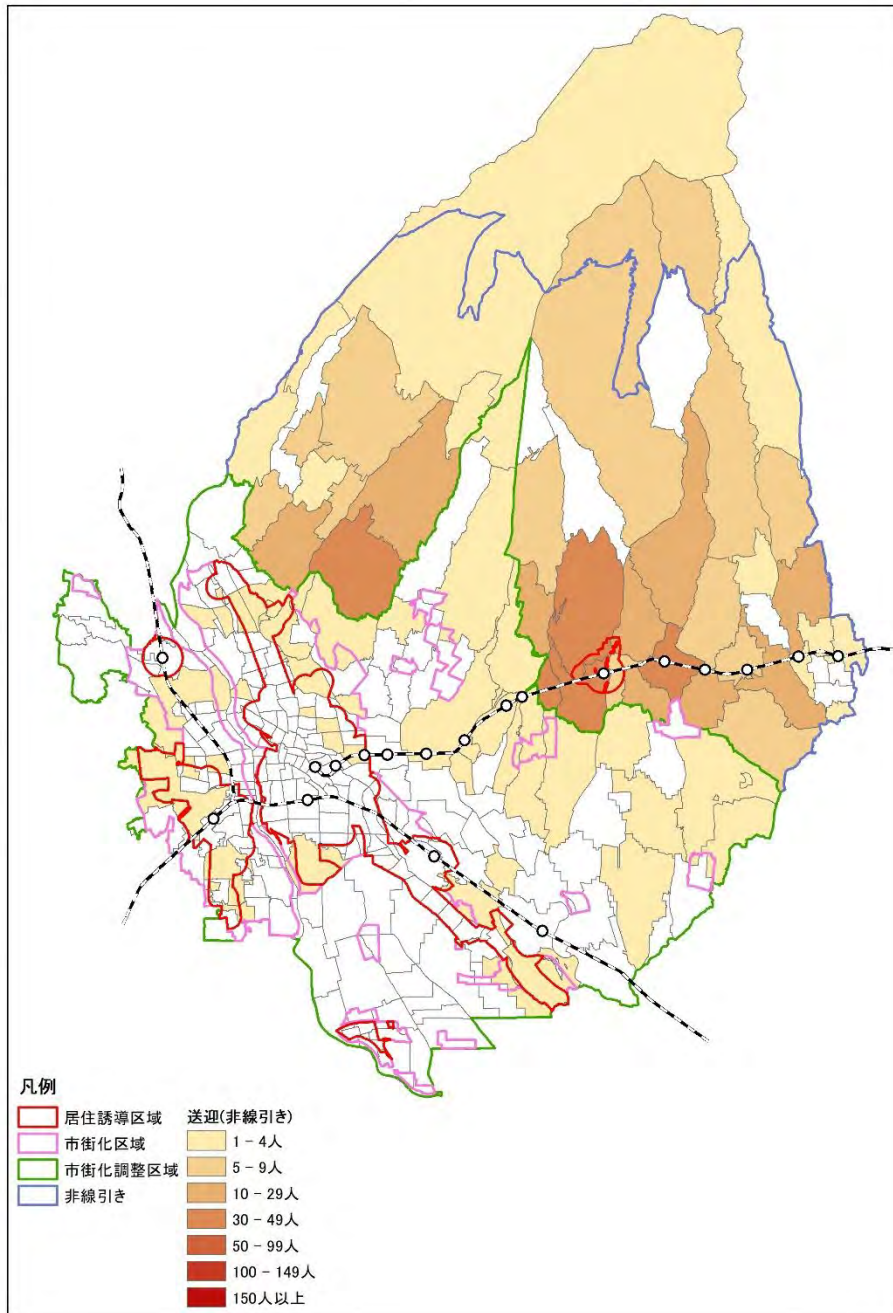 凡例
居住誘導区域
市街化区域
市街化調整区域
非線引き
送迎(非線引き)
1 - 4人
5 - 9人
10 - 29人
30 - 49人
50 - 99人
100 - 149人
150人以上